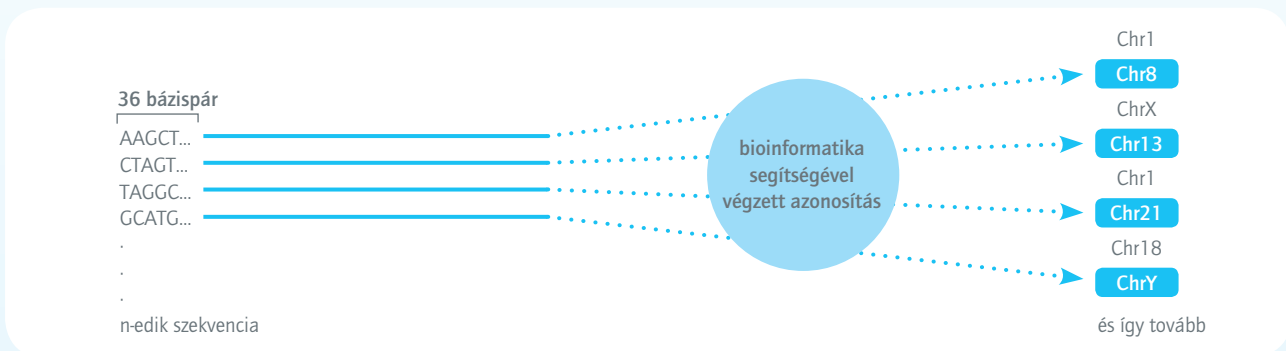 36 bázispár
AAGCT...
CTAGT...
TAGGC...
GCATG...
.
.
.
n-edik szekvencia
bioinformatika
segítségével
végzett azonosítás
Chr1
Chr8
ChrX
Chr13
Chr1
Chr21
Chr18
ChrY
és így tovább